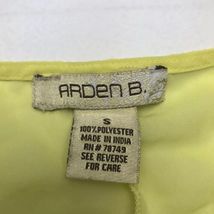 ARDEN B.
S
100% POLYESTER
MADE IN INDIA
RN# 78749
SEE REVERSE
FOR CARE